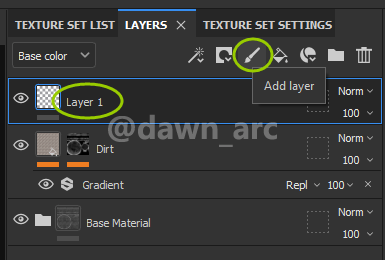 TEXTURE SET LIST LAYERS × TEXTURE SET SETTINGS
Base color
Add layer
Layer 1 Norm
100
@dawn_arc
Dirt Norm
100
Gradient Repl 100 ×
Base Material Norm
100